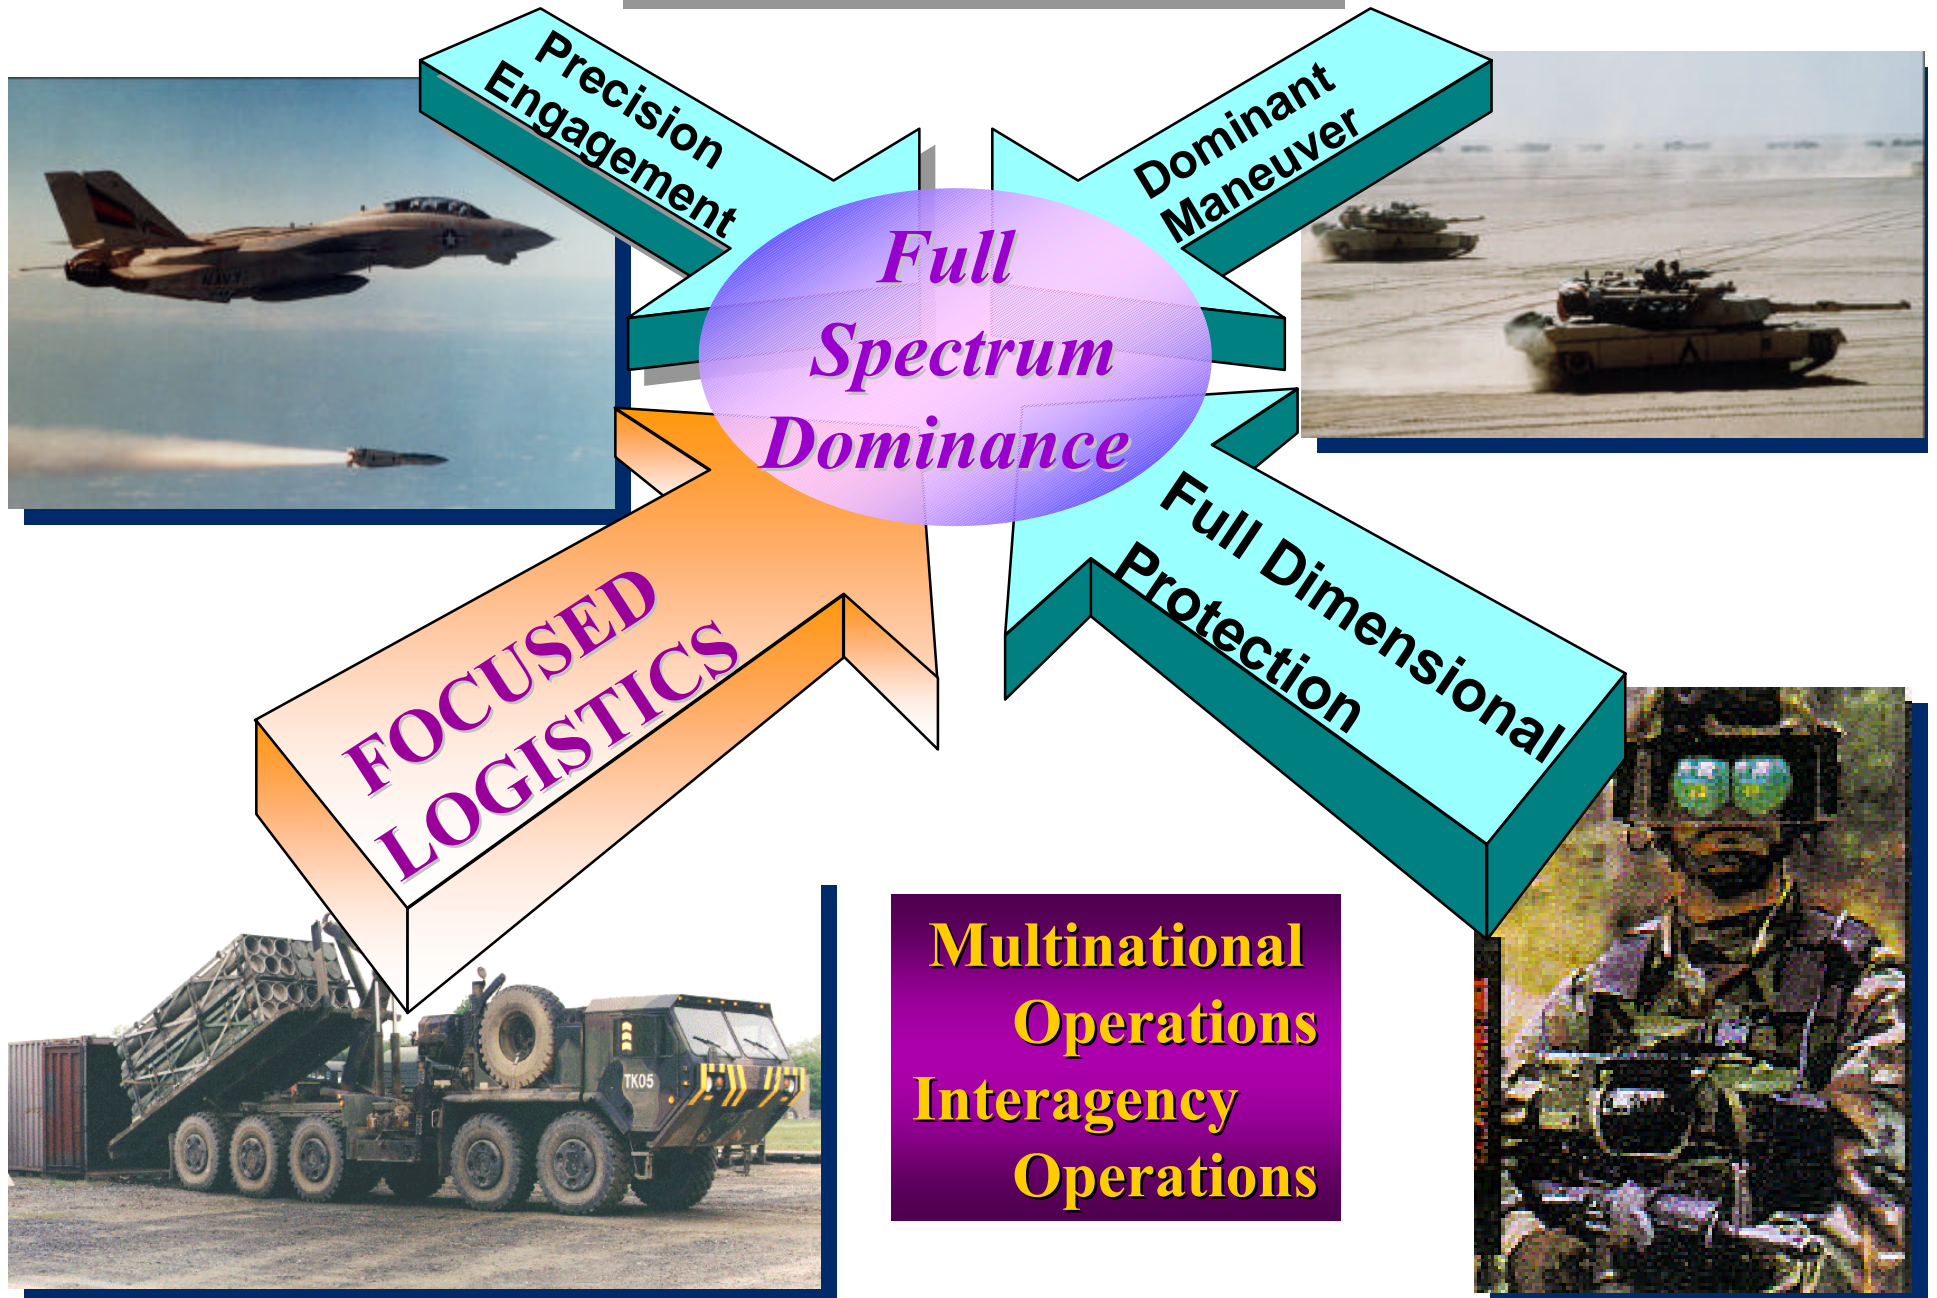 Precision
Engagement
Dominant
Maneuver
Full
Spectrum
Dominance
FOCUSED
LOGISTICS
Full Dimensional
Protection
NAVY
TK05
Multinational
Operations
Interagency
Operations